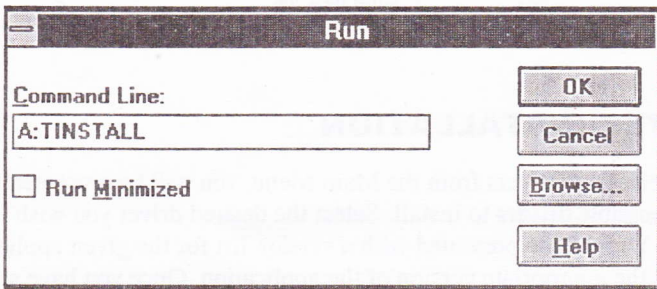 Run
Command Line:
A:TINSTALL
Run Minimized
OK
Cancel
Browse...
Help